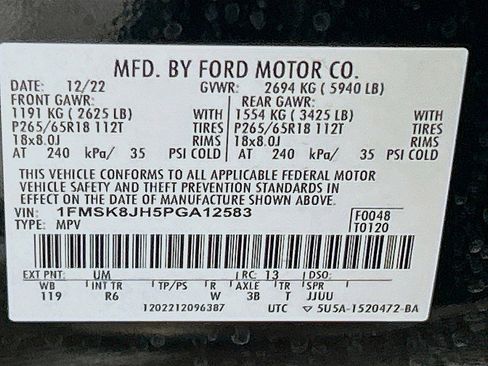 MFD. BY FORD MOTOR CO.
DATE: 12/22 GVWR: 2694 KG ( 5940 LB)
FRONT GAWR: REAR GAWR:
1191 KG ( 2625 LB) WITH 1554 KG ( 3425 LB) WITH
P265/65R18 112T TIRES P265/65R18 112T TIRES
18x8.0J RIMS 18x8.0J RIMS
AT 240 kPa/ 35 PSI COLD AT 240 kPa/ 35 PSI COLD
THIS VEHICLE CONFORMS TO ALL APPLICABLE FEDERAL MOTOR
VEHICLE SAFETY AND THEFT PREVENTION STANDARDS IN
EFFECT ON THE DATE OF MANUFACTURE SHOWN ABOVE.
VIN: 1FMSK8JH5PGA12583 F0048
TYPE: MPV T0120
EXT PNT: UM RC: 13 DSO:
WB INT TR TP/PS R AXLE TR SPR
119 R6 W 3B T JJUU
1202212096387 UTC ▽ 5U5A-1520472-BA